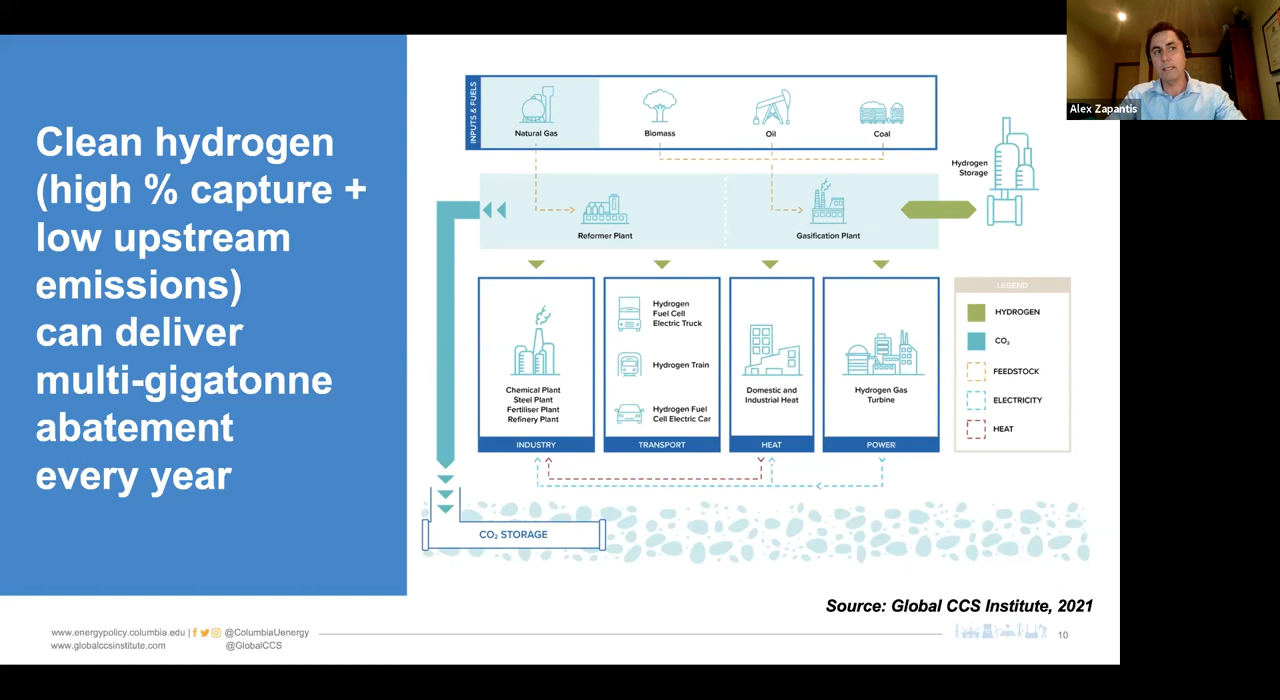 Alex Zapantis
Clean hydrogen
(high % capture +
low upstream
emissions)
can deliver
multi-gigatonne
abatement
every year
INPUTS & FUELS
Natural Gas
Biomass
Oil
Coal
Hydrogen
Storage
Reformer Plant
Gasification Plant
Chemical Plant
Steel Plant
Fertiliser Plant
Refinery Plant
INDUSTRY
Hydrogen
Fuel Cell
Electric Truck
Hydrogen Train
Hydrogen Fuel
Cell Electric Car
TRANSPORT
Domestic and
Industrial Heat
HEAT
Hydrogen Gas
Turbine
POWER
LEGEND
HYDROGEN
CO₂
FEEDSTOCK
ELECTRICITY
HEAT
CO₂ STORAGE
Source: Global CCS Institute, 2021
www.energypolicy.columbia.edu | @ColumbiaUenergy
www.globalccsinstitute.com @GlobalCCS
10